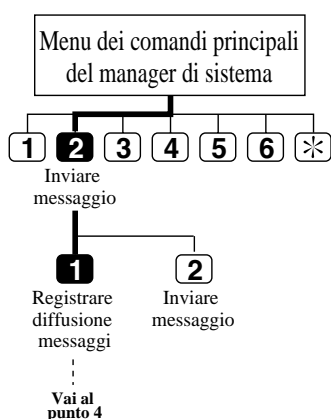 Menu dei comandi principali
del manager di sistema
1 2 3 4 5 6 *
Inviare
messaggio
1 2
Registrare Inviare
diffusione messaggio
messaggi
Vai al
punto 4